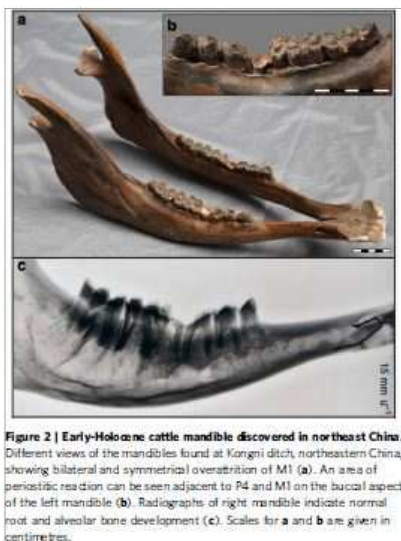 a
b
c
15 mm
Figure 2 | Early-Holocene cattle mandible discovered in northeast China.
Different views of the mandibles found at Kongni ditch, northeastern China,
showing bilateral and symmetrical overattrition of M1 (a). An area of
periostitic reaction can be seen adjacent to P4 and M1 on the buccal aspect
of the left mandible (b). Radiographs of right mandible indicate normal
root and alveolar bone development (c). Scales for a and b are given in
centimetres.